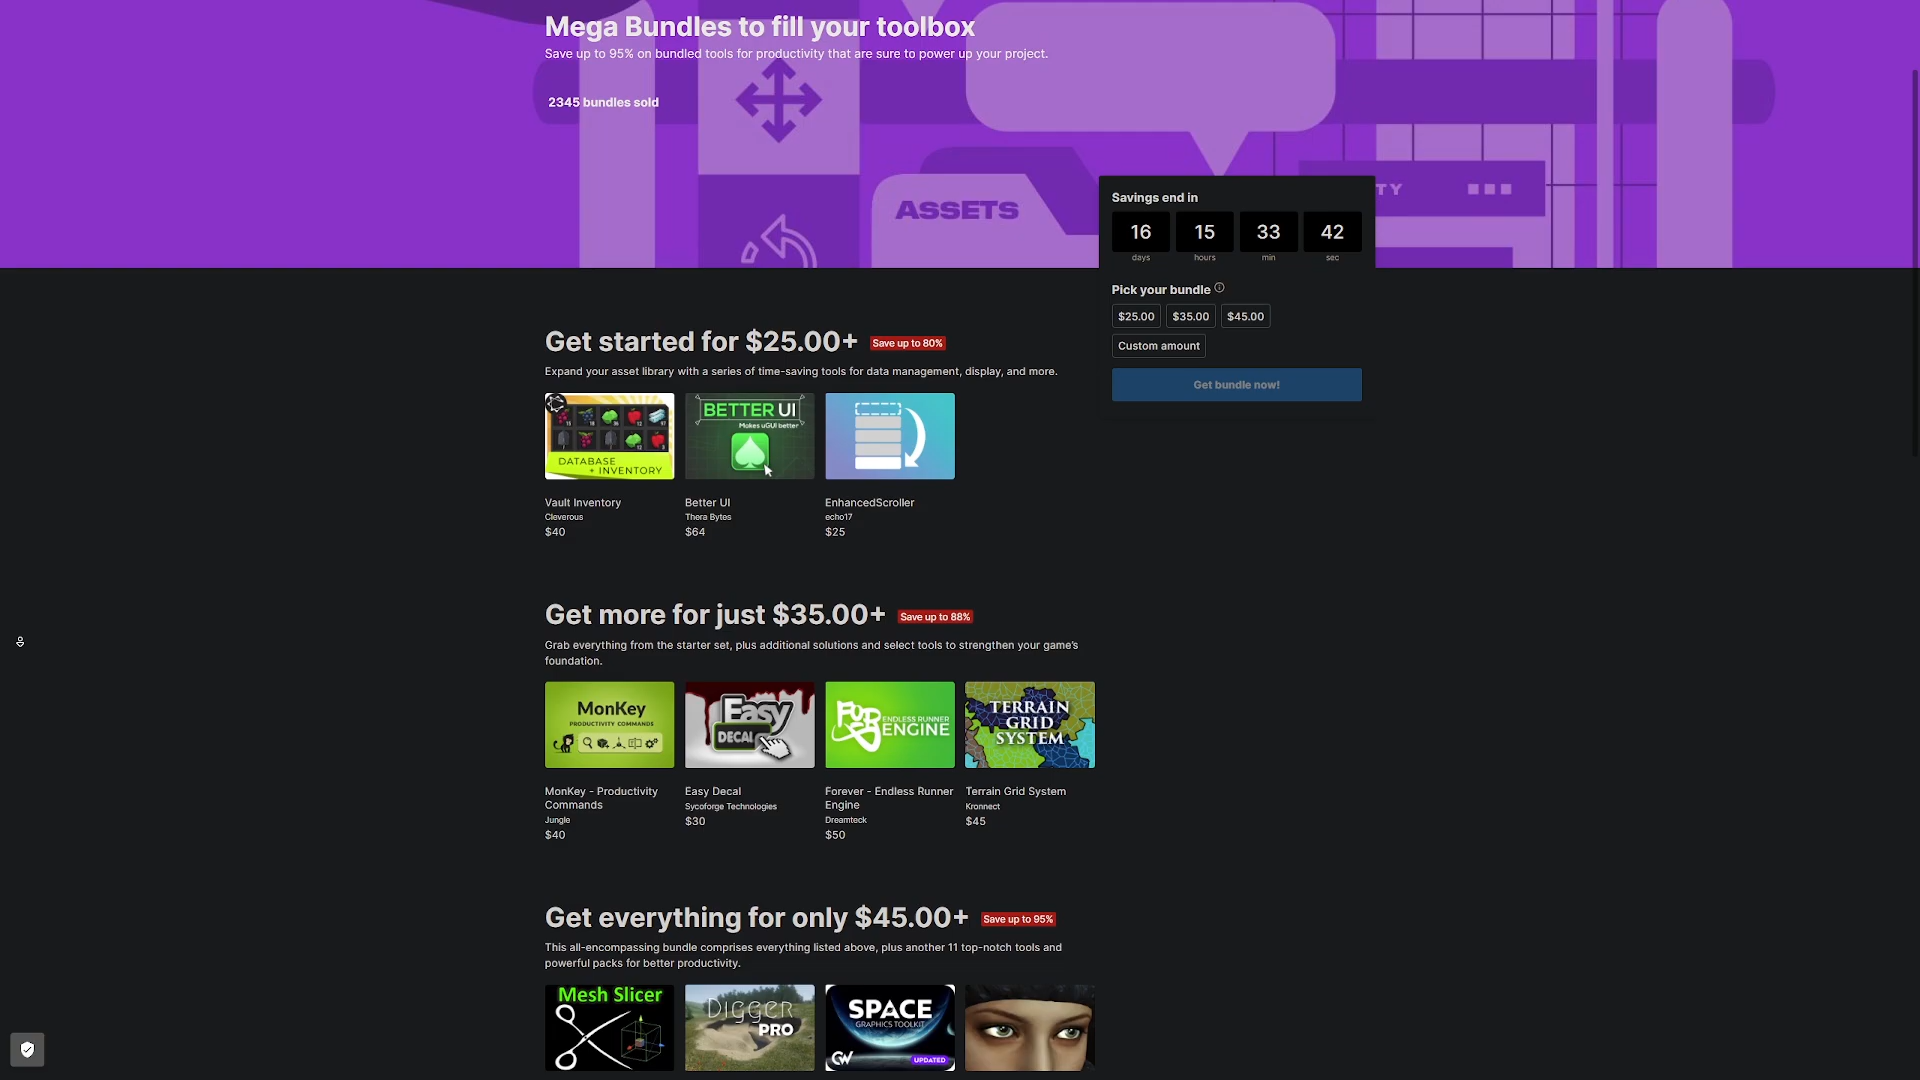 Mega Bundles to fill your toolbox
Save up to 95% on bundled tools for productivity that are sure to power up your project.
2345 bundles sold
ASSETS
TY
Savings end in
16 15 33 42
days hours min sec
Pick your bundle
$25.00 $35.00 $45.00
Custom amount
Get bundle now!
Get started for $25.00+ Save up to 80%
Expand your asset library with a series of time-saving tools for data management, display, and more.
DATABASE
+ INVENTORY
BETTER UI
Makes uGUI better
Vault Inventory
Cleverous
$40
Better UI
Thera Bytes
$64
EnhancedScroller
echo17
$25
Get more for just $35.00+ Save up to 88%
Grab everything from the starter set, plus additional solutions and select tools to strengthen your game's
foundation.
MonKey
PRODUCTIVITY COMMANDS
Easy
DECAL
FOREVER
ENDLESS RUNNER
ENGINE
TERRAIN
GRID
SYSTEM
MonKey - Productivity
Commands
Jungle
$40
Easy Decal
Sycoforge Technologies
$30
Forever - Endless Runner
Engine
Dreamteck
$50
Terrain Grid System
Kronnect
$45
Get everything for only $45.00+ Save up to 95%
This all-encompassing bundle comprises everything listed above, plus another 11 top-notch tools and
powerful packs for better productivity.
Mesh Slicer
Digger
PRO
SPACE
GRAPHICS TOOLKIT
CW
UPDATED